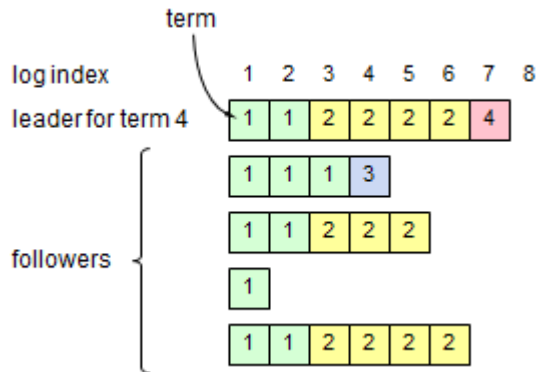 term
log index 1 2 3 4 5 6 7 8
leader for term 4 1 1 2 2 2 2 4
1 1 1 3
1 1 2 2 2
followers
1
1 1 2 2 2 2